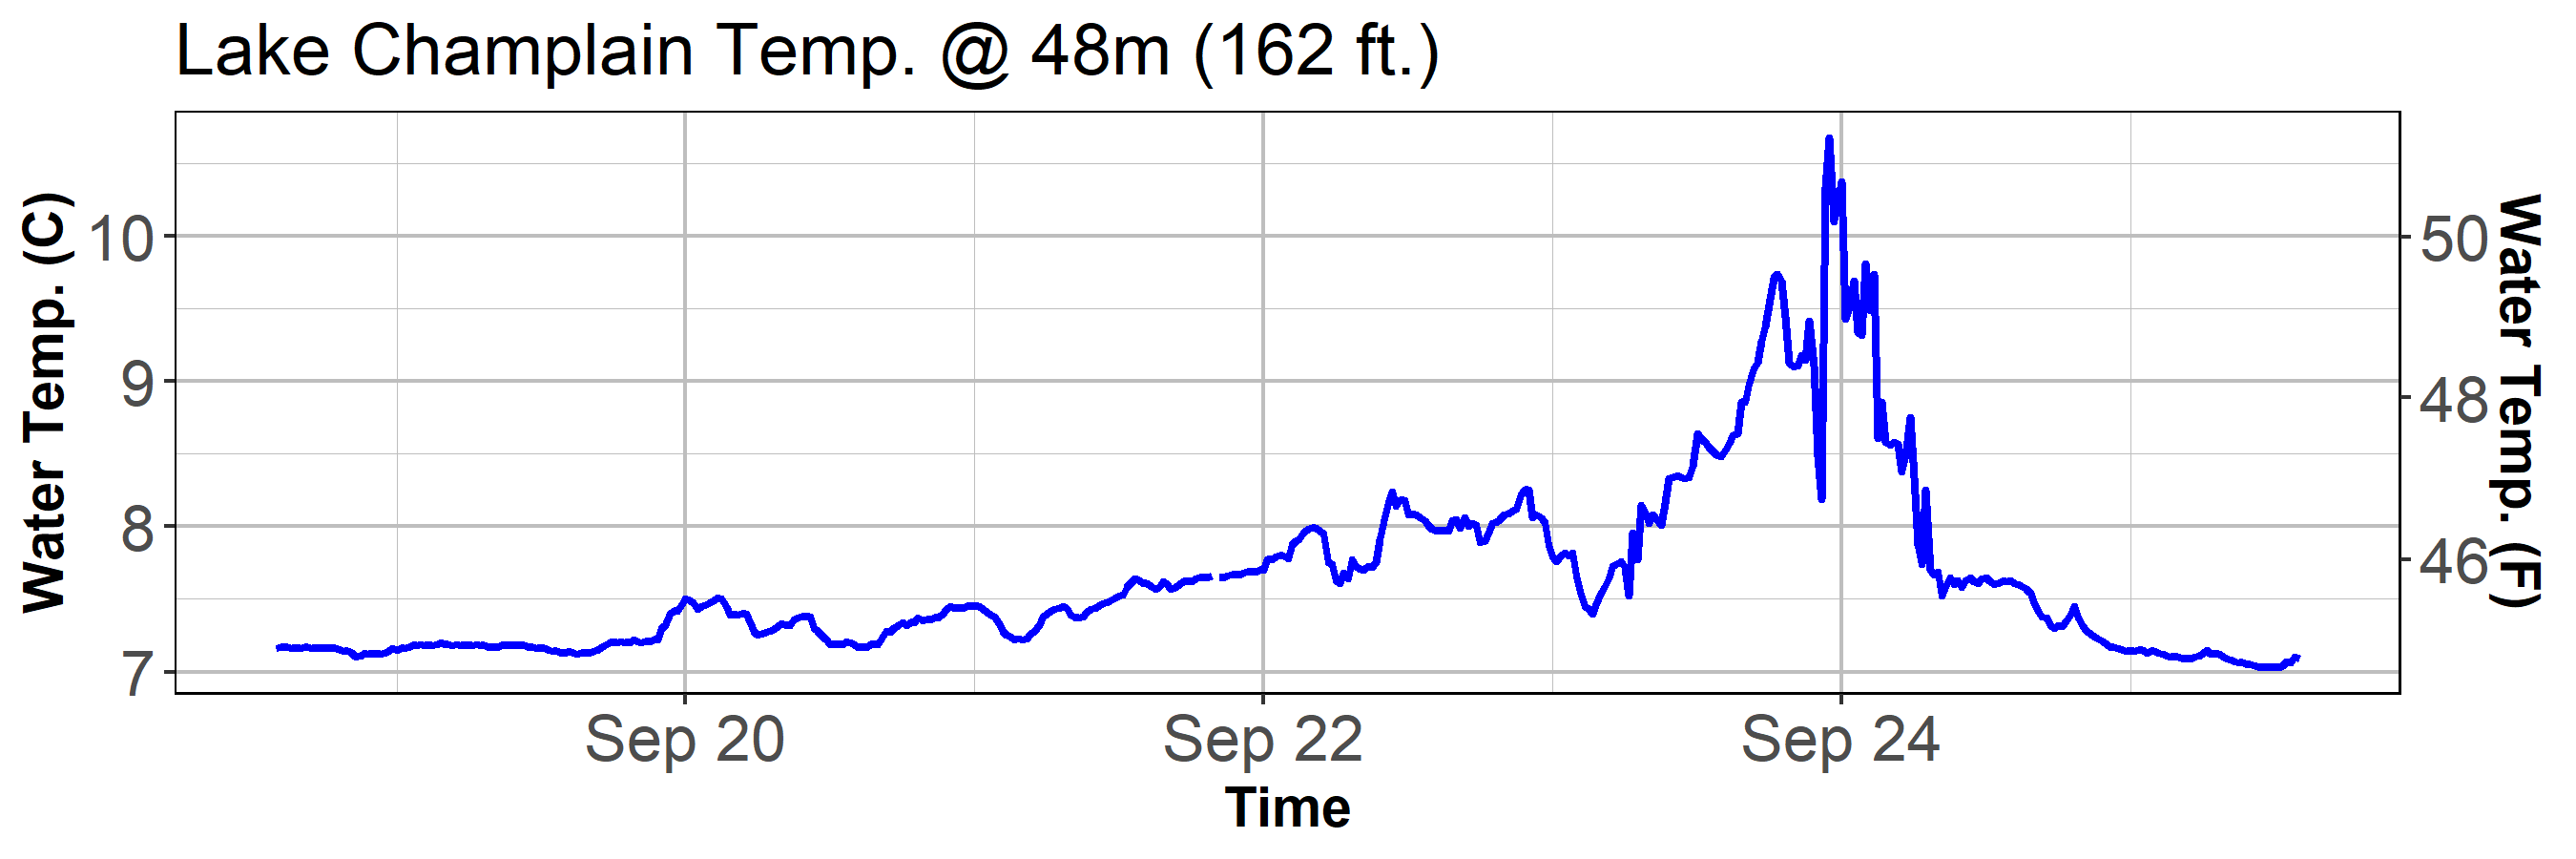 Lake Champlain Temp. @ 48m (162 ft.)
Water Temp. (C)
10
9
8
7
50
48
46
Water Temp. (F)
Sep 20
Sep 22
Sep 24
Time